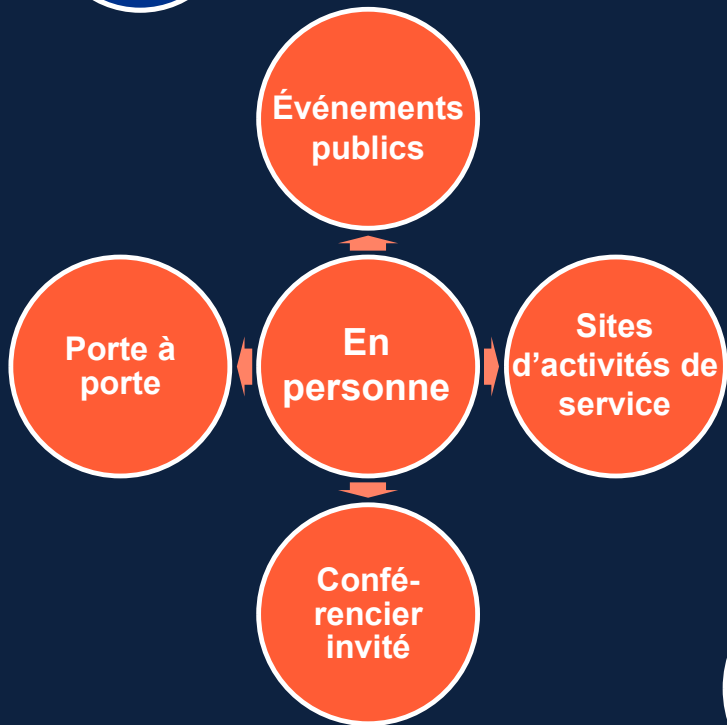 Événements
publics
Porte à
porte
En
personne
Sites
d’activités de
service
Confé-
rencier
invité